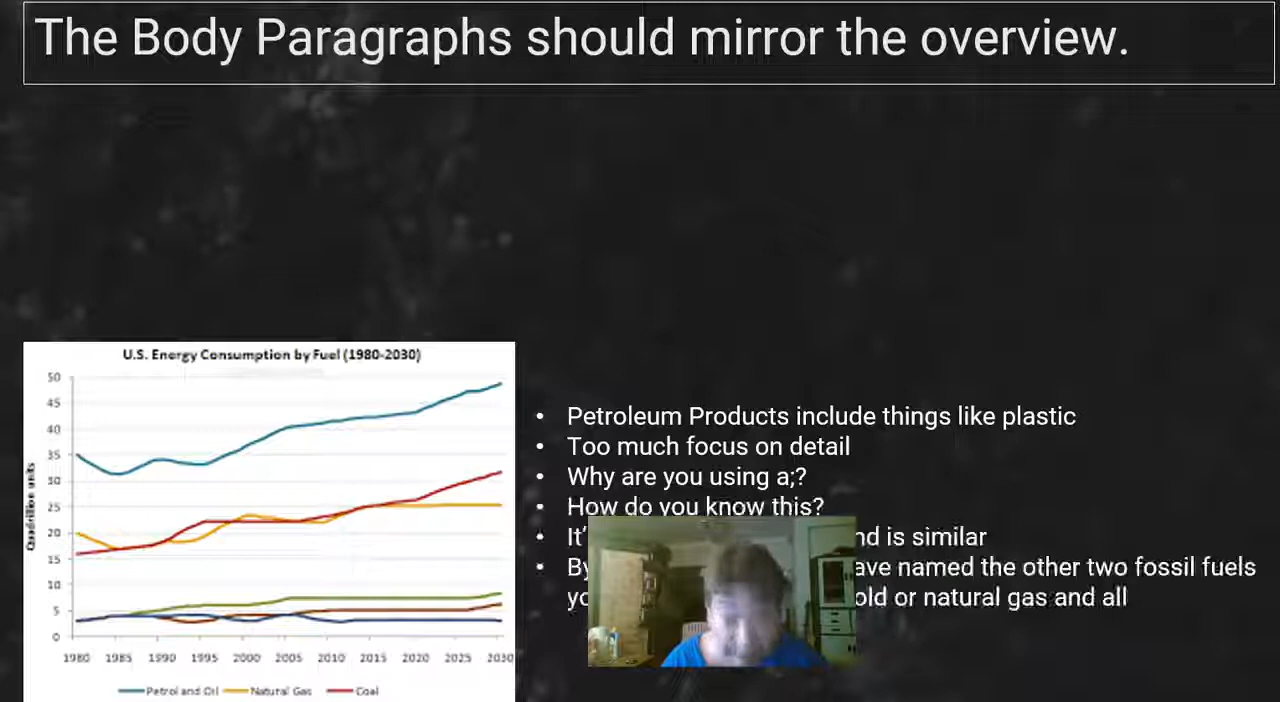 The Body Paragraphs should mirror the overview.
U.S. Energy Consumption by Fuel (1980-2030)
50
45
40
35
30
25
20
15
10
5
0
Quadrillion units
1980 1985 1990 1995 2000 2005 2010 2015 2020 2025 2030
Petrol and Oil Natural Gas Coal
• Petroleum Products include things like plastic
• Too much focus on detail
• Why are you using a;?
• How do you know this?
• It' nd is similar
• By ave named the other two fossil fuels
yo old or natural gas and all